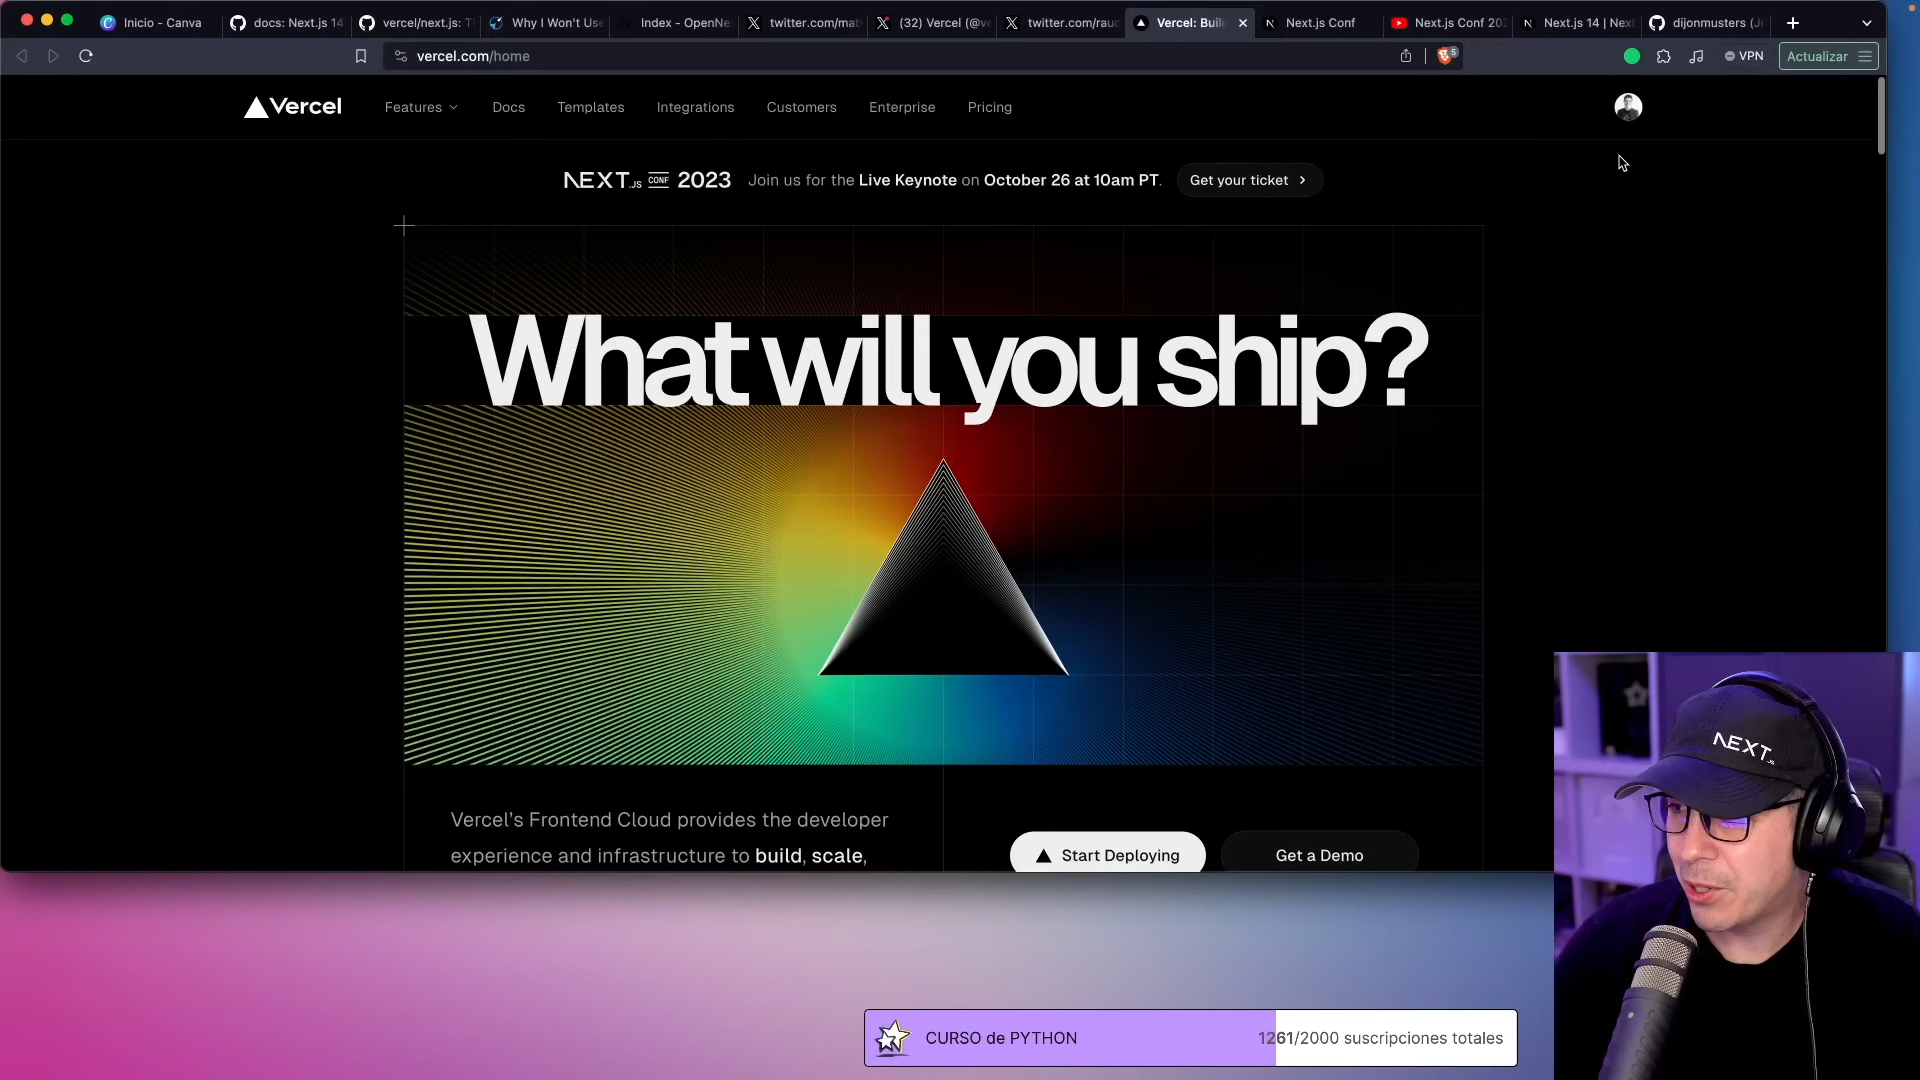 Inicio - Canva
docs: Next.js 14
vercel/next.js: T
Why I Won't Use
Index - OpenNe
twitter.com/mat
(32) Vercel (@ve
twitter.com/rauc
Vercel: Buil
Next.js Conf
Next.js Conf 202
Next.js 14 | Next
dijonmusters (Ju
vercel.com/home
5
VPN
Actualizar
Vercel
Features
Docs
Templates
Integrations
Customers
Enterprise
Pricing
NEXT.JS CONF 2023
Join us for the Live Keynote on October 26 at 10am PT.
Get your ticket
What will you ship?
Vercel's Frontend Cloud provides the developer
experience and infrastructure to build, scale,
Start Deploying
Get a Demo
NEXT.JS
CURSO de PYTHON
1261/2000 suscripciones totales